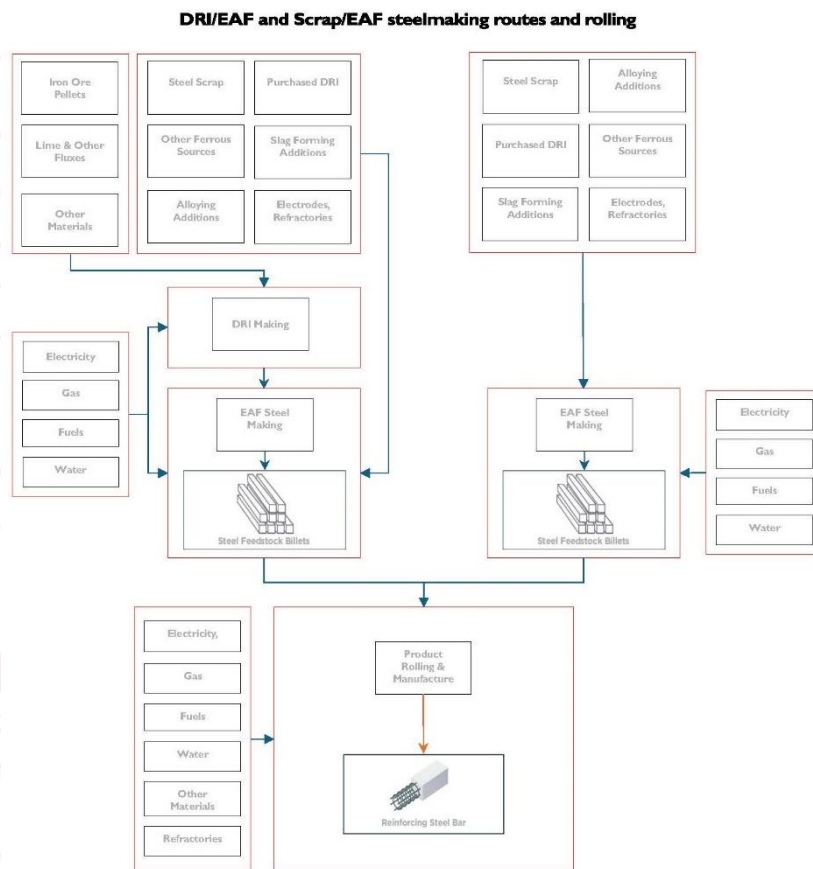 DRI/EAF and Scrap/EAF steelmaking routes and rolling
Iron Ore
Pellets
Lime & Other
Fluxes
Other
Materials
Steel Scrap
Purchased DRI
Other Ferrous
Sources
Slag Forming
Additions
Alloying
Additions
Electrodes,
Refractories
Steel Scrap
Alloying
Additions
Purchased DRI
Other Ferrous
Sources
Slag Forming
Additions
Electrodes,
Refractories
DRI Making
Electricity
Gas
Fuels
Water
EAF Steel
Making
Steel Feedstock Billets
EAF Steel
Making
Steel Feedstock Billets
Electricity
Gas
Fuels
Water
Electricity,
Gas
Fuels
Water
Other
Materials
Refractories
Product
Rolling &
Manufacture
Reinforcing Steel Bar